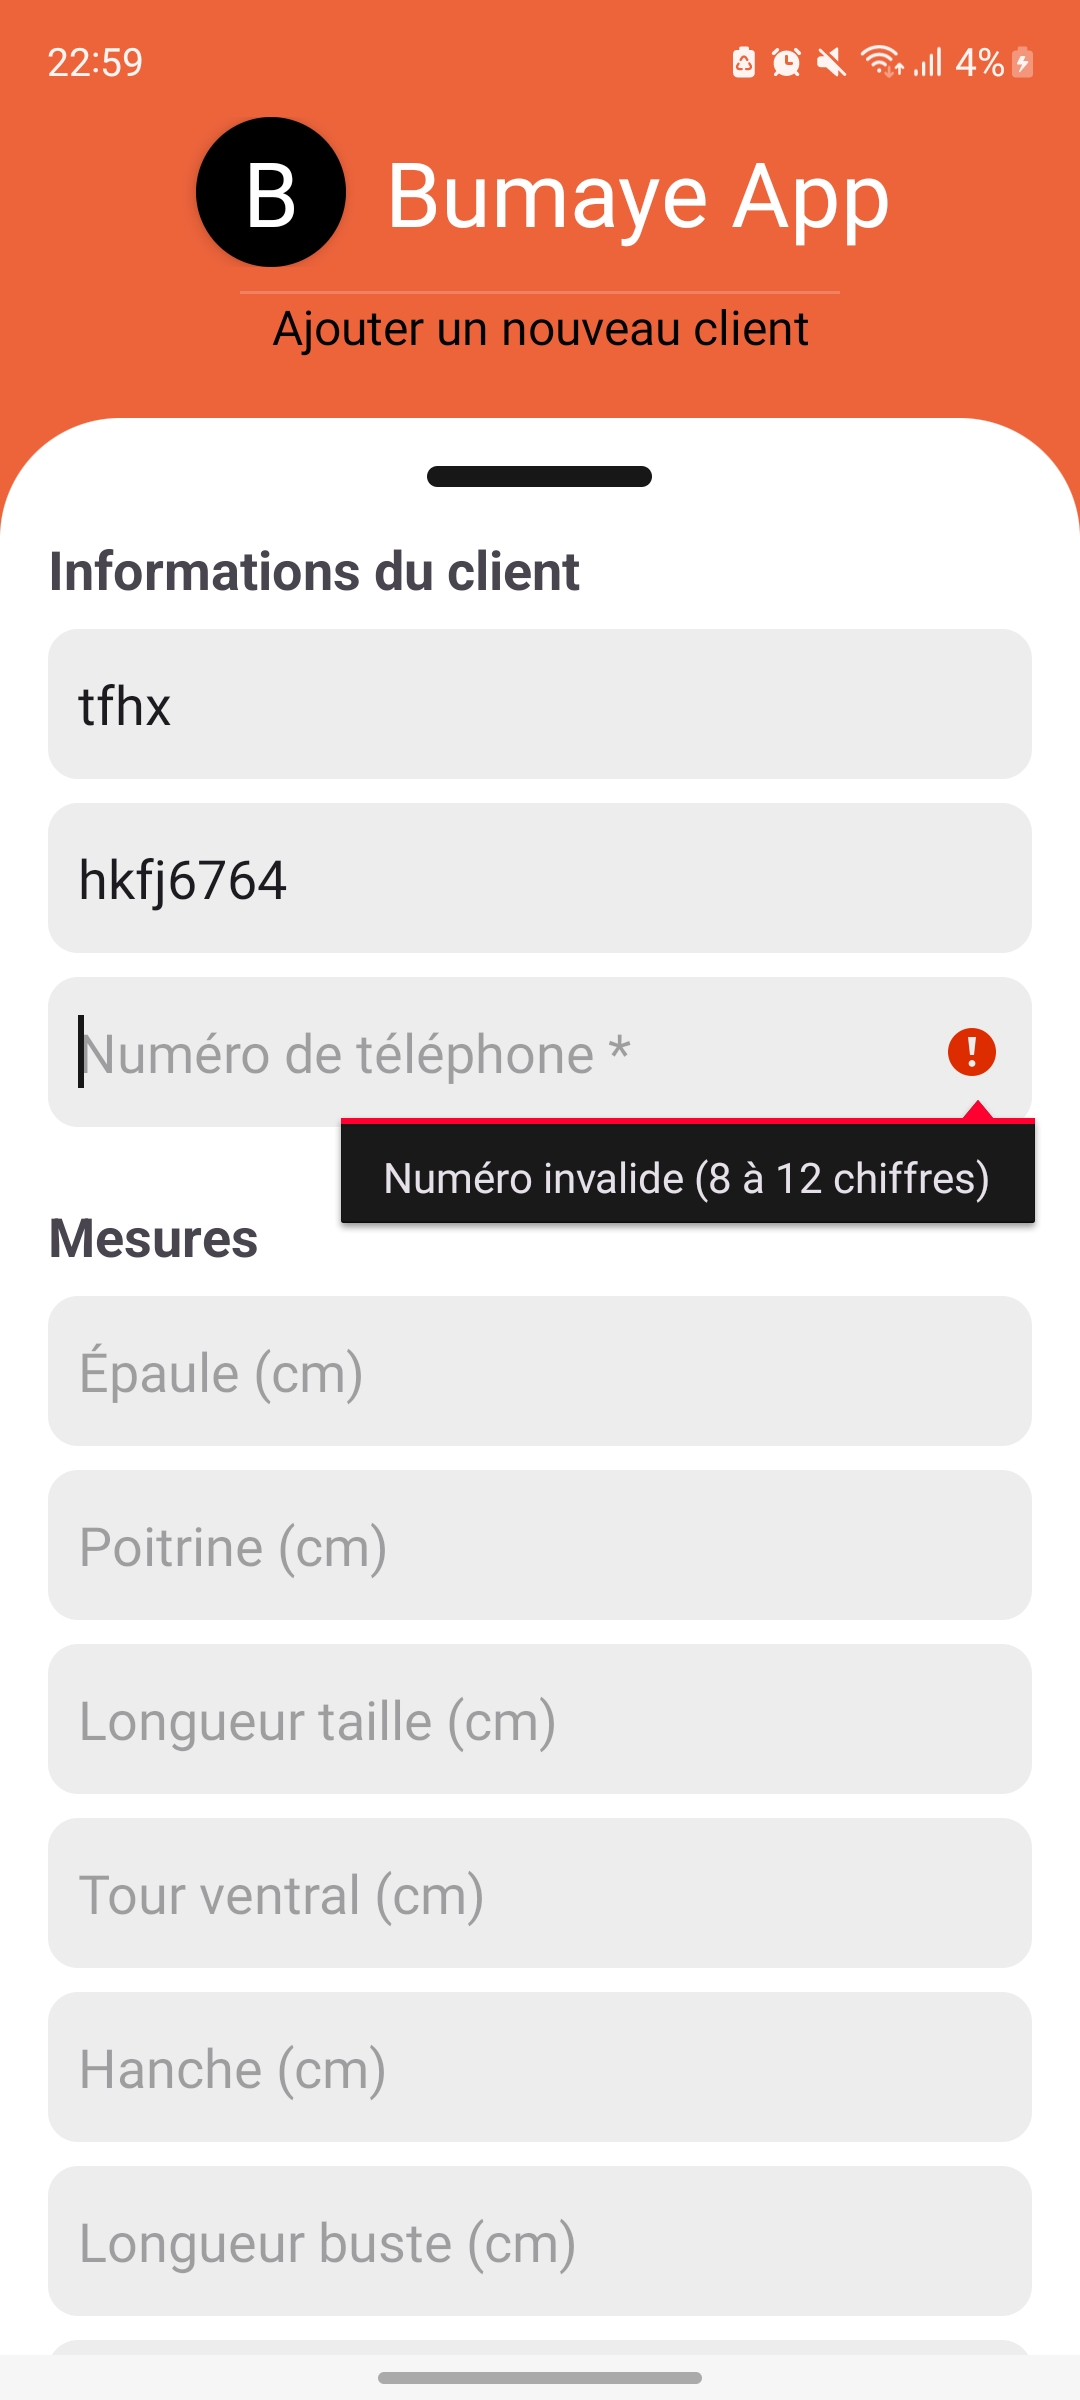 22:59
4%
B
Bumaye App
Ajouter un nouveau client
Informations du client
tfhx
hkfj6764
Numéro de téléphone *
Numéro invalide (8 à 12 chiffres)
Mesures
Épaule (cm)
Poitrine (cm)
Longueur taille (cm)
Tour ventral (cm)
Hanche (cm)
Longueur buste (cm)